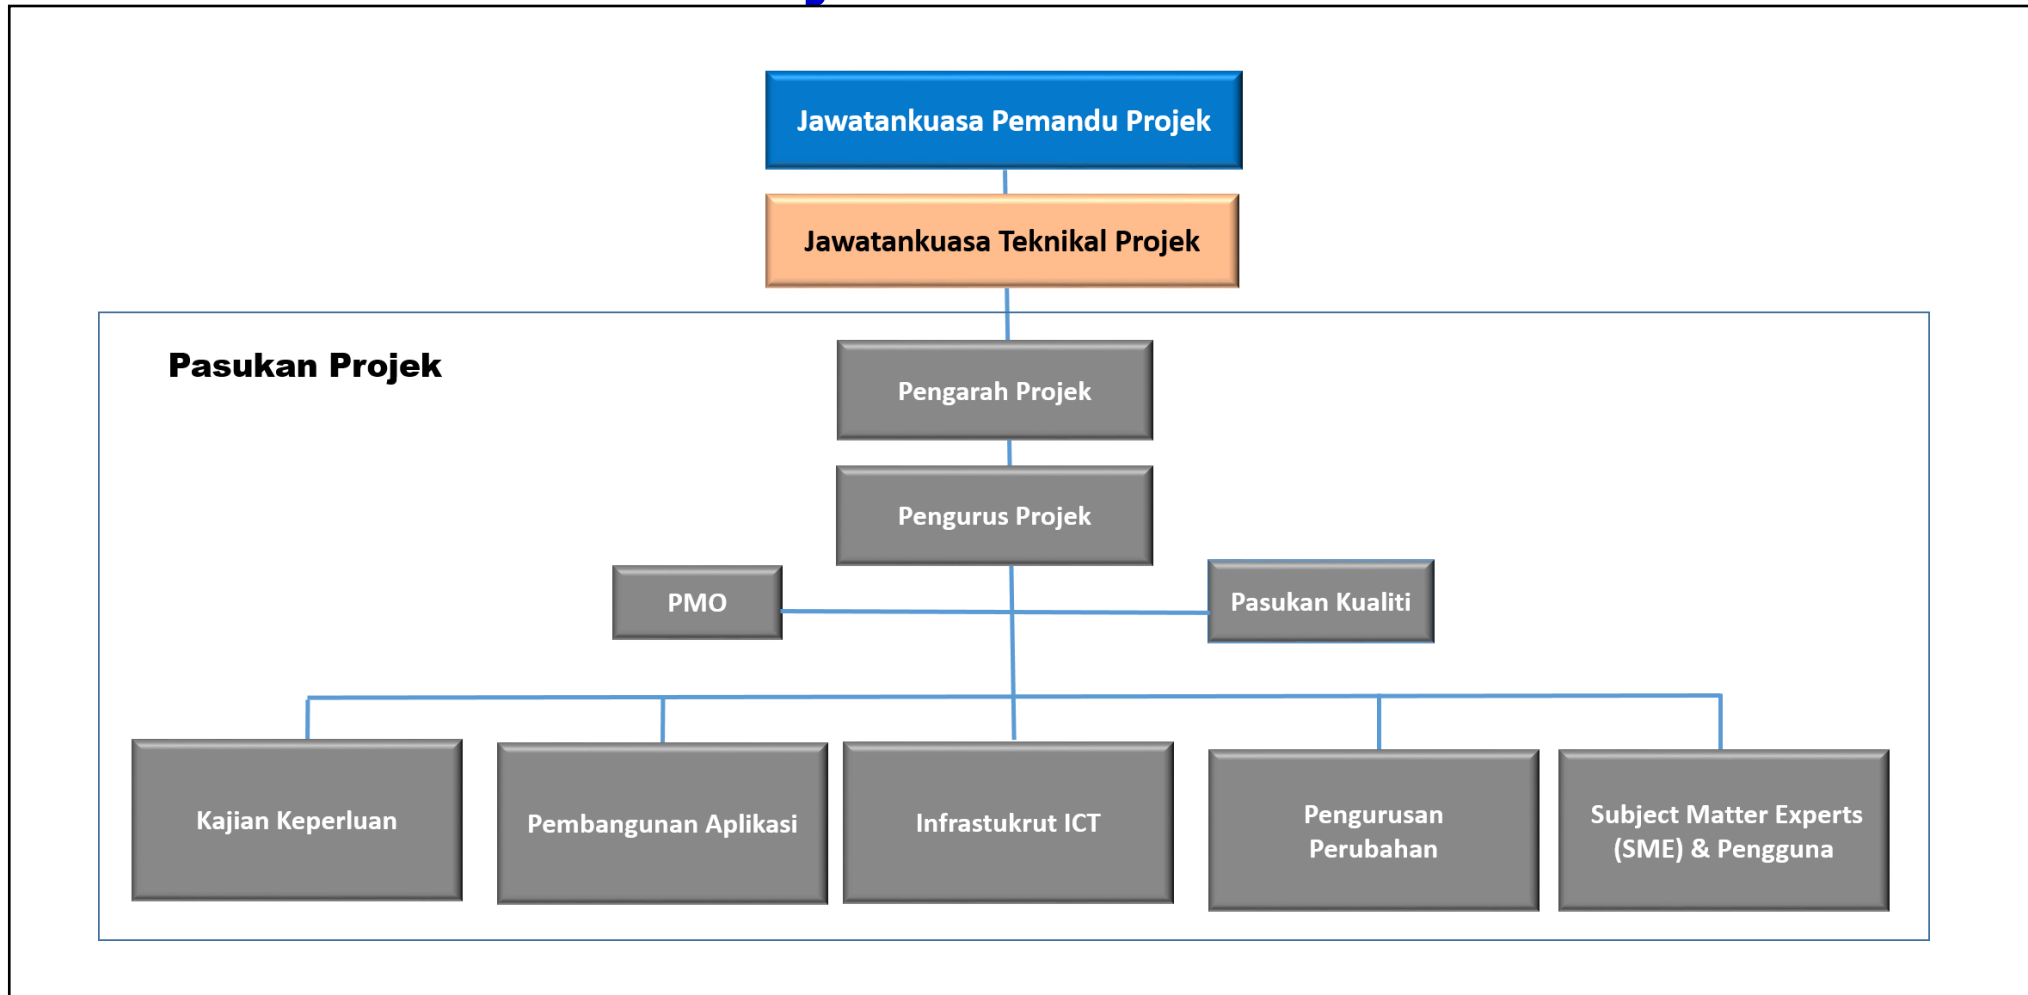 Jawatankuasa Pemandu Projek
Jawatankuasa Teknikal Projek
Pasukan Projek
Pengarah Projek
Pengurus Projek
PMO
Pasukan Kualiti
Kajian Keperluan
Pembangunan Aplikasi
Infrastukrut ICT
Pengurusan
Perubahan
Subject Matter Experts
(SME) & Pengguna